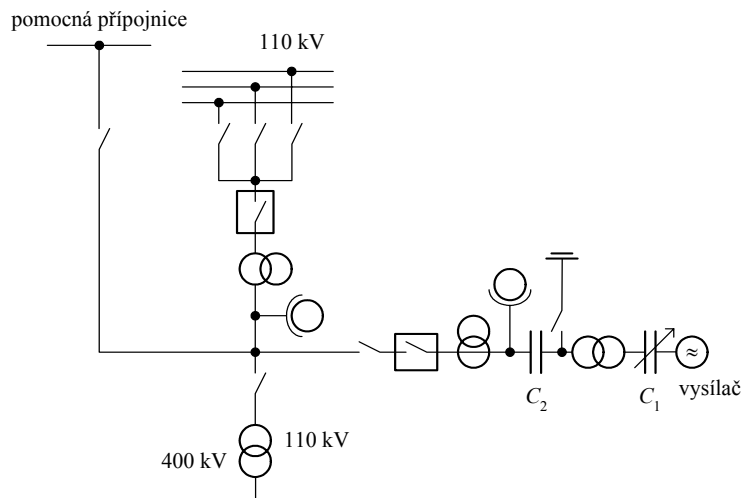 pomocná přípojnice
110 kV
C₂
C₁
vysílač
110 kV
400 kV